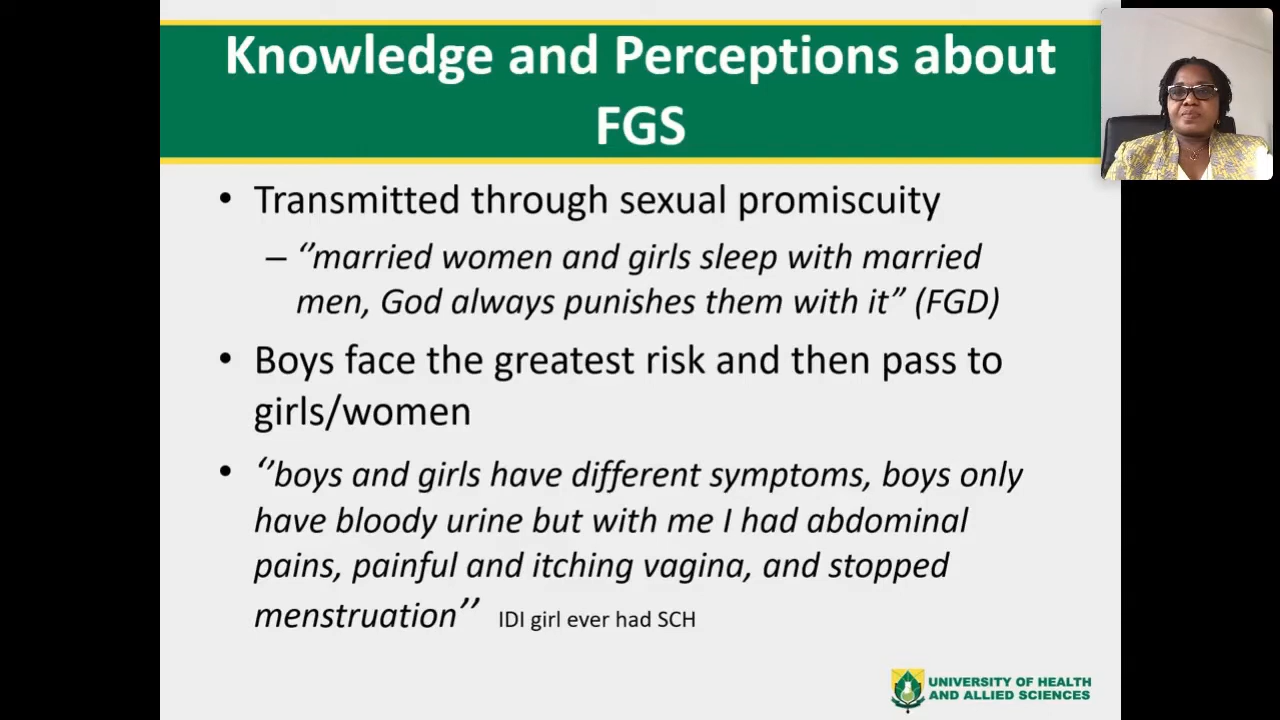 Knowledge and Perceptions about
FGS
• Transmitted through sexual promiscuity
– ‘’married women and girls sleep with married
men, God always punishes them with it” (FGD)
• Boys face the greatest risk and then pass to
girls/women
• ‘’boys and girls have different symptoms, boys only
have bloody urine but with me I had abdominal
pains, painful and itching vagina, and stopped
menstruation’’ IDI girl ever had SCH
UNIVERSITY OF HEALTH
AND ALLIED SCIENCES